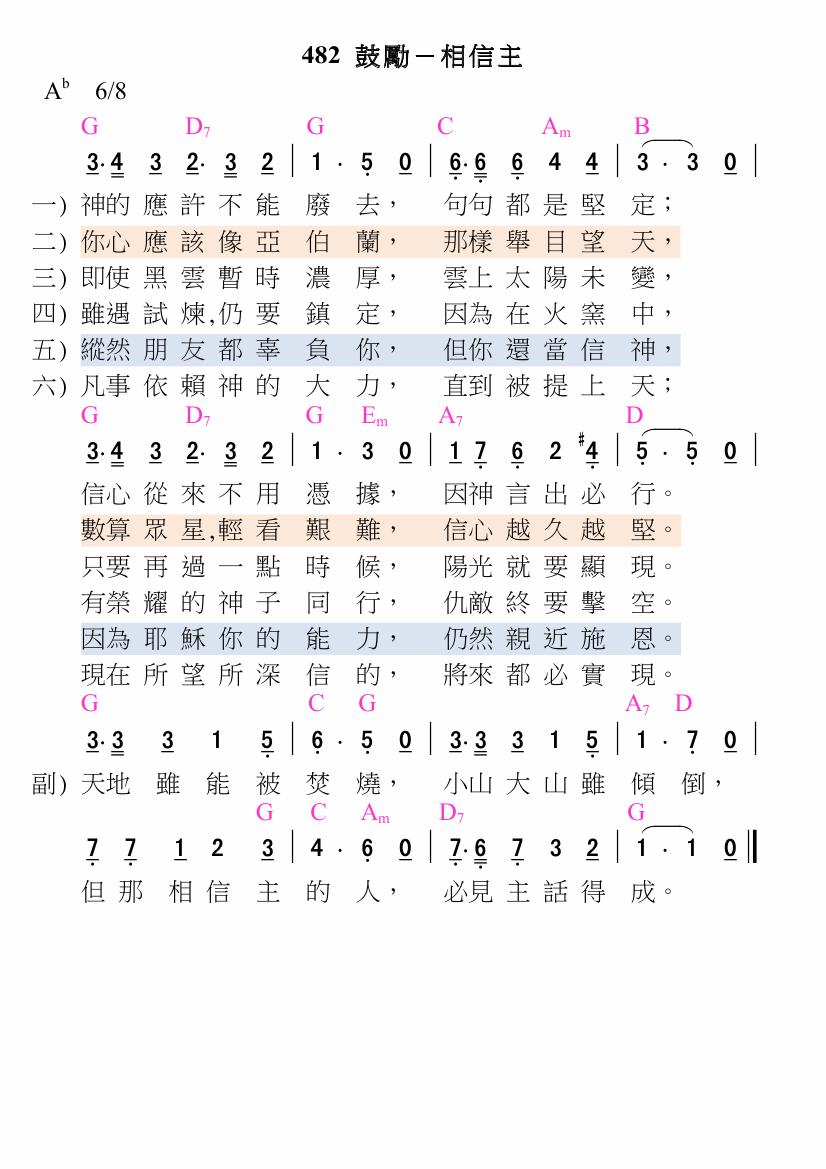 482 鼓勵－相信主
A♭ 6/8
G D7 G C Am B
3·4 3 2·3 2 | 1 · 5 0 | 6·6 6 4 4 | 3 · 3 0 |
一) 神的應許不能廢去，句句都是堅定；
二) 你心應該像亞伯蘭，那樣舉目望天，
三) 即使黑雲暫時濃厚，雲上太陽未變，
四) 雖遇試煉,仍要鎮定，因為在火窯中，
五) 縱然朋友都辜負你，但你還當信神，
六) 凡事依賴神的大力，直到被提上天；
G D7 G Em A7 D
3·4 3 2·3 2 | 1 · 3 0 | 1 7 6 2 #4 | 5 · 5 0 |
信心從來不用憑據，因神言出必行。
數算眾星,輕看艱難，信心越久越堅。
只要再過一點時候，陽光就要顯現。
有榮耀的神子同行，仇敵終要擊空。
因為耶穌你的能力，仍然親近施恩。
現在所望所深信的，將來都必實現。
G C G A7 D
3·3 3 1 5 | 6 · 5 0 | 3·3 3 1 5 | 1 · 7 0 |
副) 天地雖能被焚燒，小山大山雖傾倒，
G C Am D7 G
7 7 1 2 3 | 4 · 6 0 | 7·6 7 3 2 | 1 · 1 0 ‖
但那相信主的人，必見主話得成。